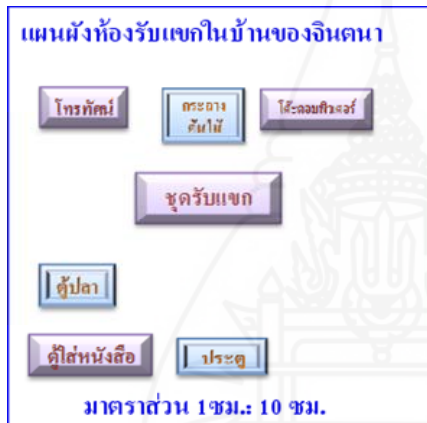 แผนผังห้องรับแขกในบ้านของจินตนา
โทรทัศน์
กระถาง
ต้นไม้
โต๊ะคอมพิวเตอร์
ชุดรับแขก
ตู้ปลา
ตู้ใส่หนังสือ
ประตู
มาตราส่วน 1ซม.: 10 ซม.